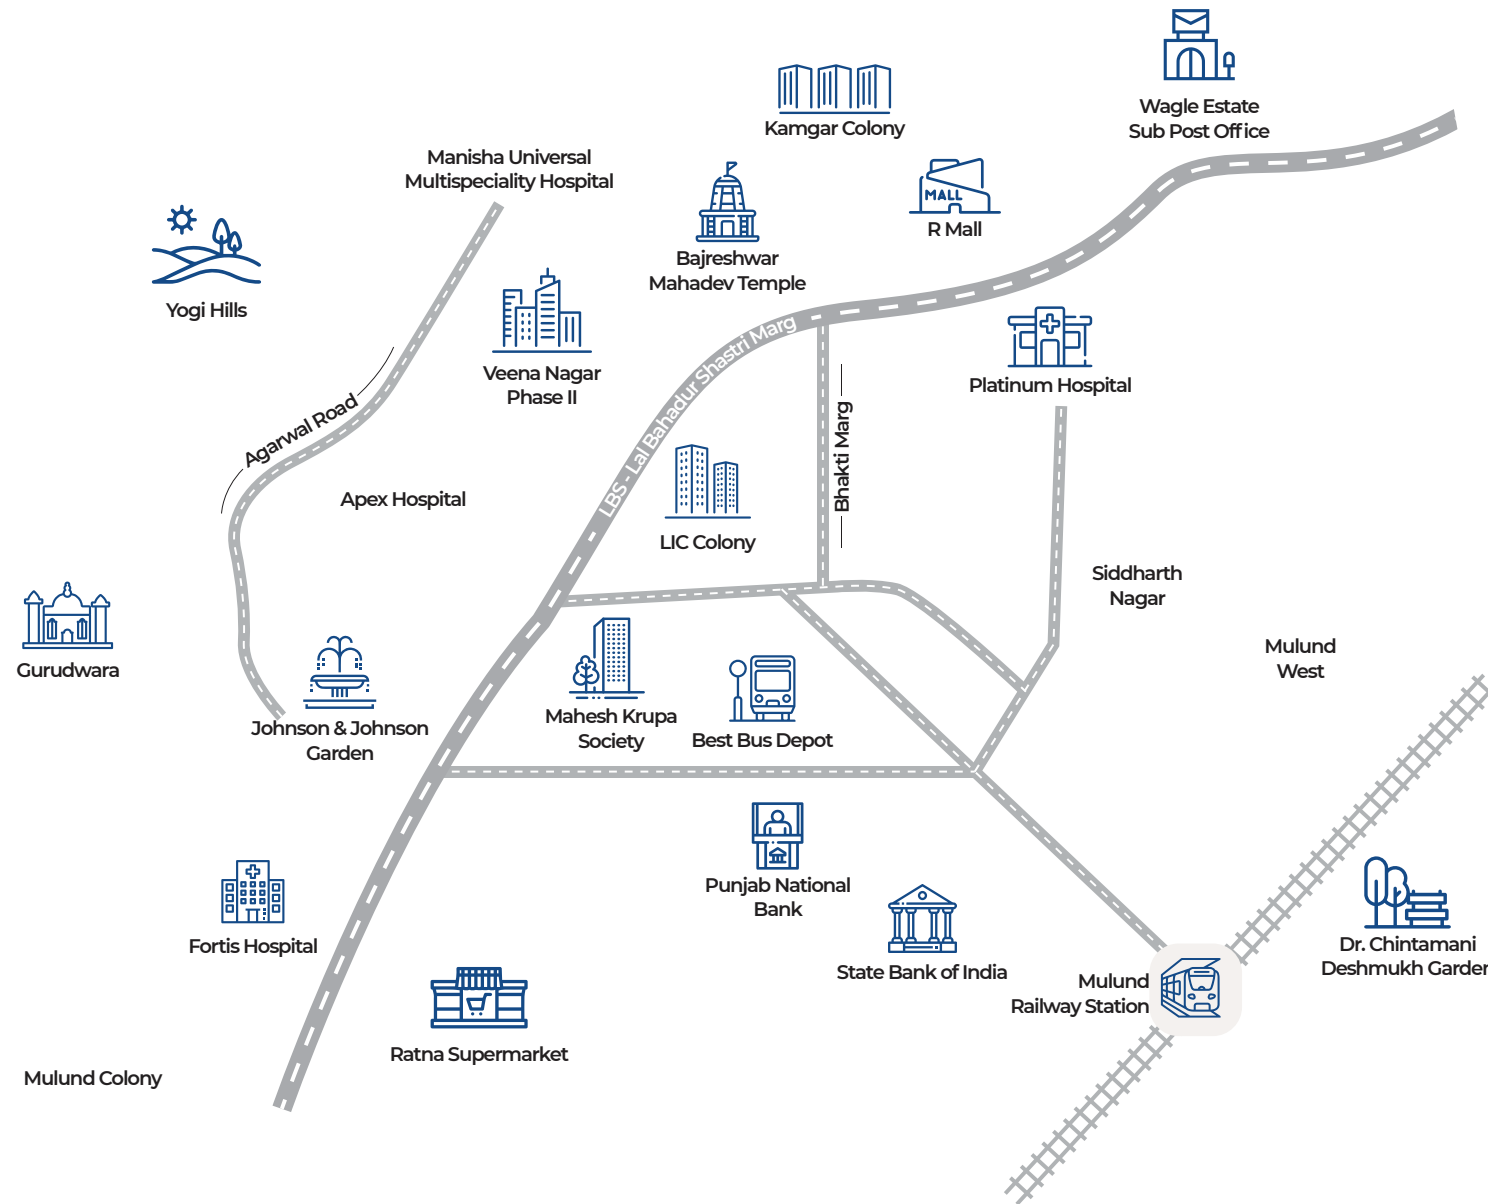 Wagle Estate
Sub Post Office
Kamgar Colony
Manisha Universal
Multispeciality Hospital
MALL
R Mall
Bajreshwar
Mahadev Temple
Yogi Hills
Veena Nagar
Phase II
LBS - Lal Bahadur Shastri Marg
Platinum Hospital
Agarwal Road
Bhakti Marg
Apex Hospital
LIC Colony
Siddharth
Nagar
Mulund
West
Gurudwara
Johnson & Johnson
Garden
Mahesh Krupa
Society
Best Bus Depot
Punjab National
Bank
Fortis Hospital
State Bank of India
Mulund
Railway Station
Dr. Chintamani
Deshmukh Garden
Ratna Supermarket
Mulund Colony